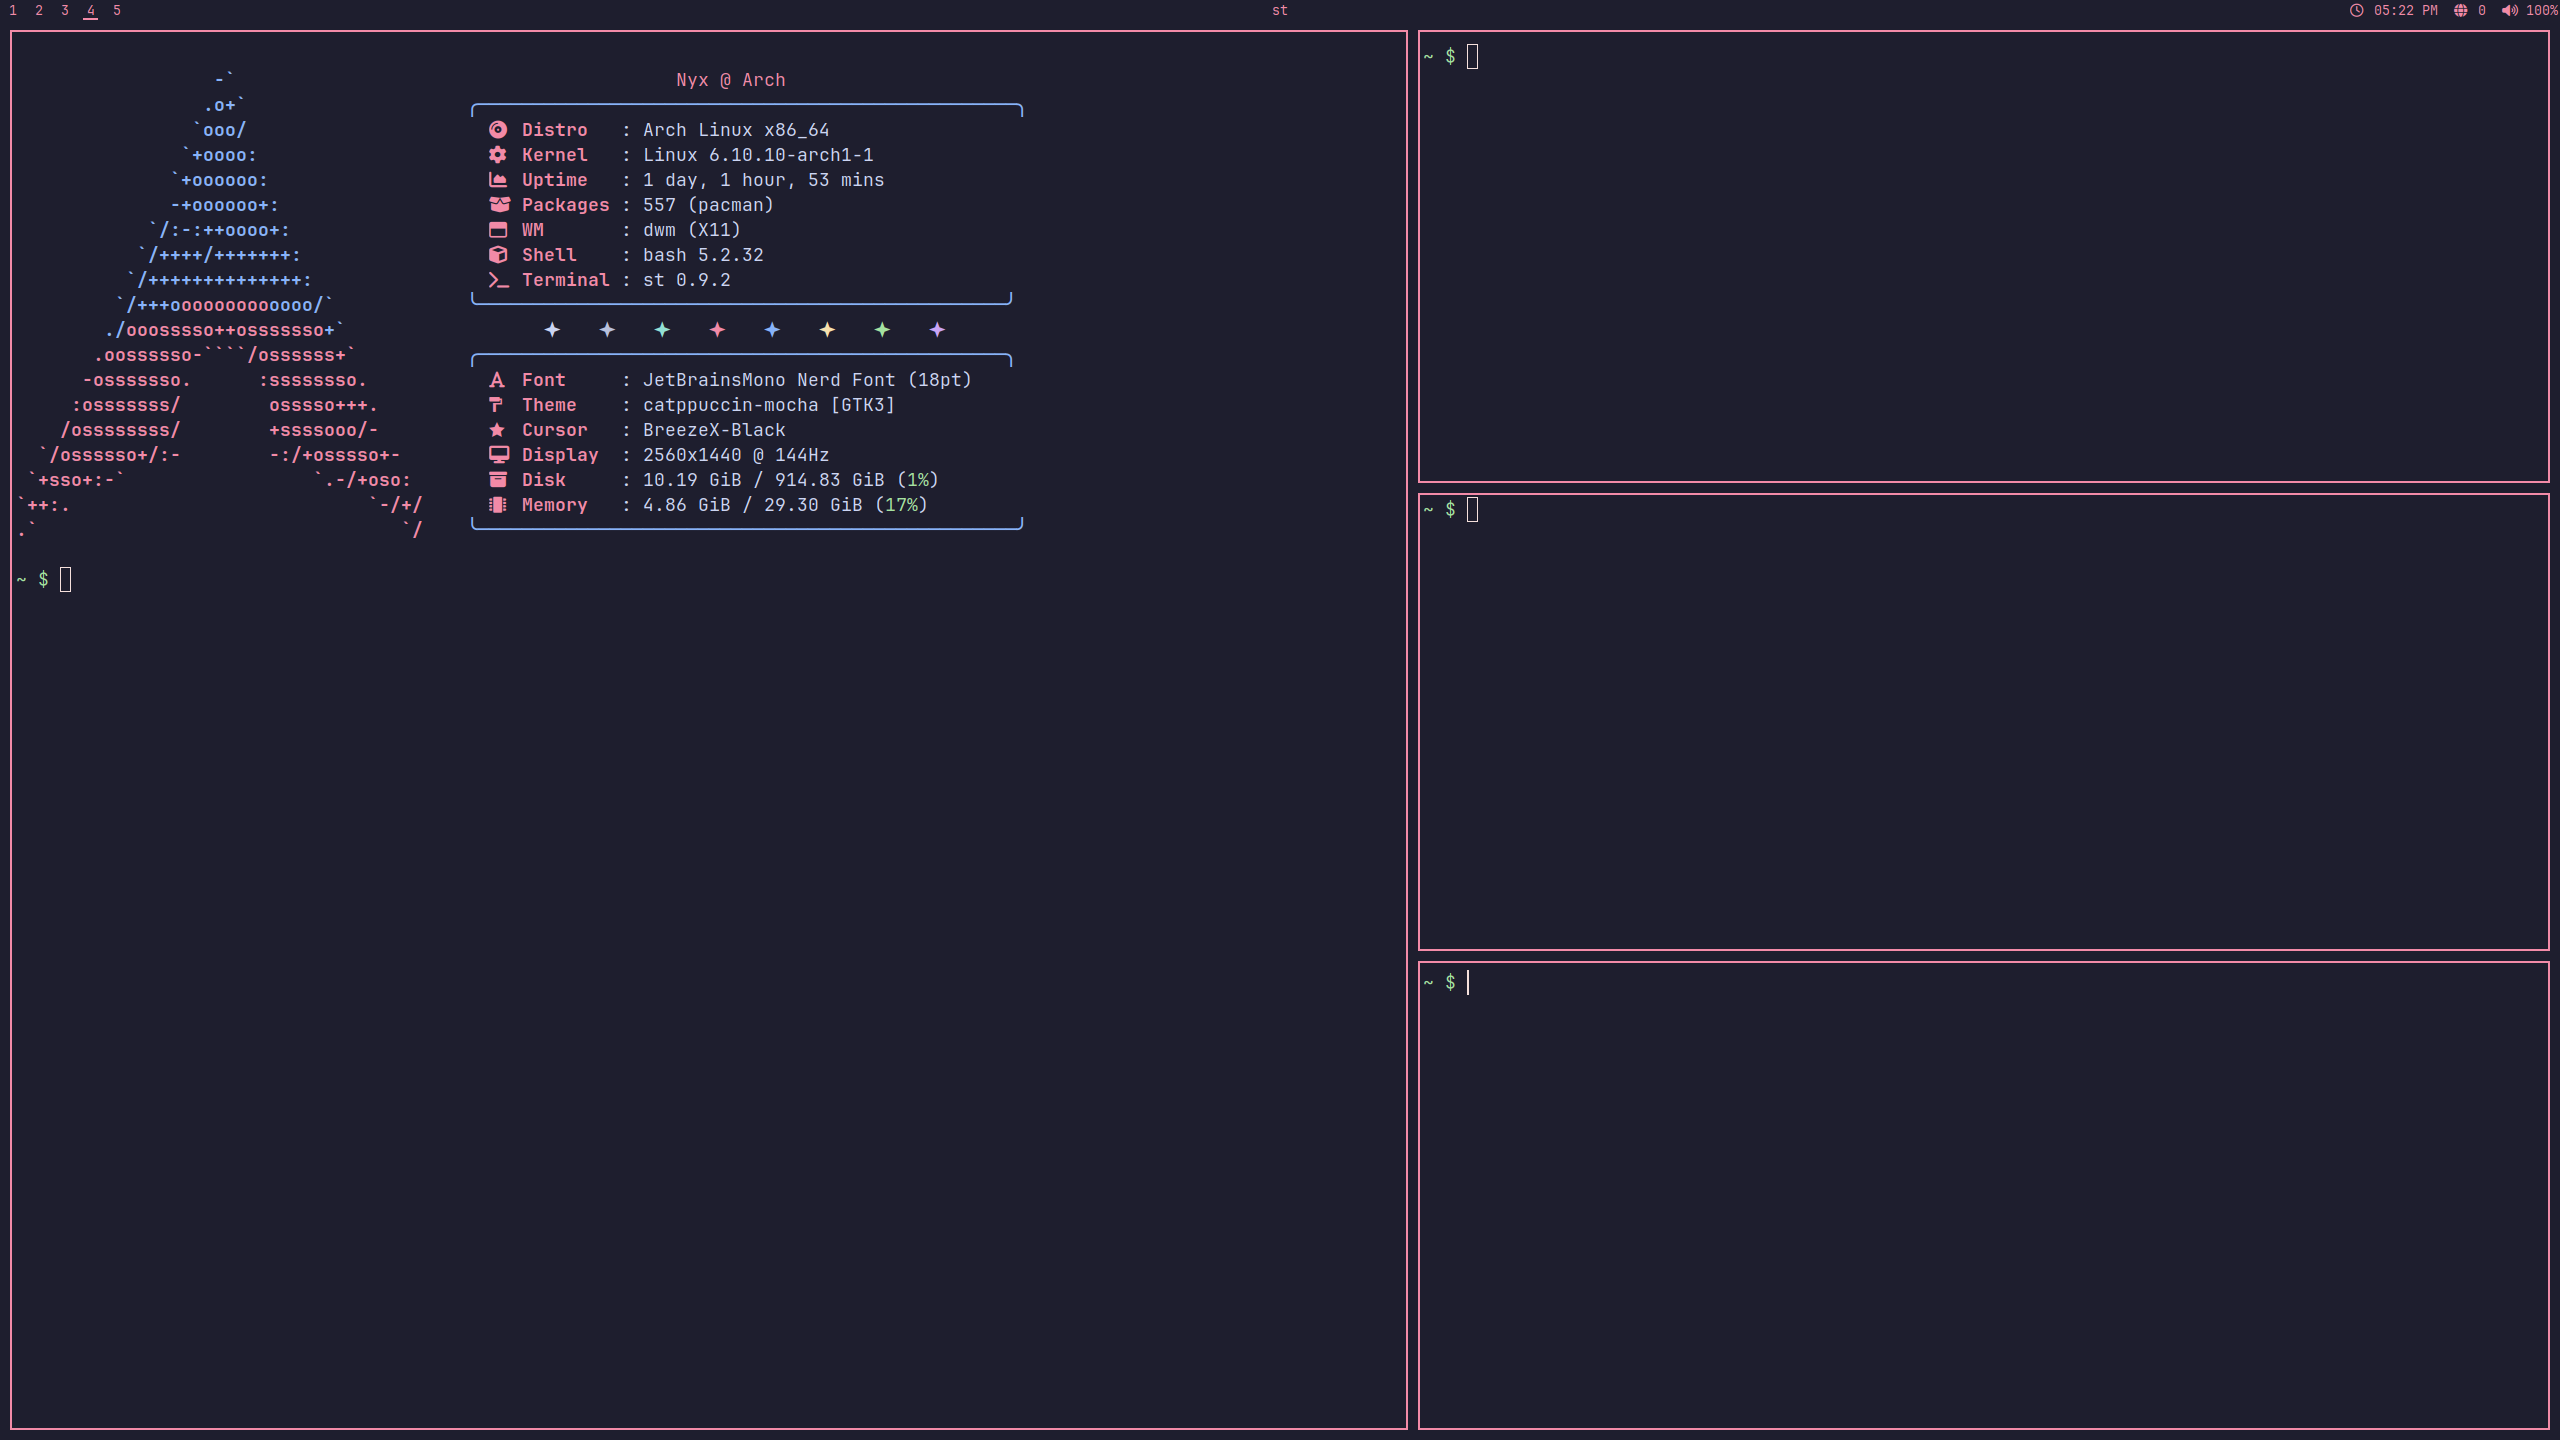 1 2 3 4 5 st 05:22 PM 0 100%
-`
.o+`
`ooo/
`+oooo:
`+oooooo:
-+oooooo+:
`/:-:++oooo+:
`/++++/+++++++:
`/++++++++++++++:
`/+++ooooooooooooo/`
./ooosssso++osssssso+`
.oossssso-````/ossssss+`
-osssssso. :ssssssso.
:osssssss/ osssso+++.
/ossssssss/ +ssssooo/-
`/ossssso+/:- -:/+osssso+-
`+sso+:-` `.-/+oso:
`++:. `-/+/
.` `/
Nyx @ Arch
Distro : Arch Linux x86_64
Kernel : Linux 6.10.10-arch1-1
Uptime : 1 day, 1 hour, 53 mins
Packages : 557 (pacman)
WM : dwm (X11)
Shell : bash 5.2.32
Terminal : st 0.9.2
Font : JetBrainsMono Nerd Font (18pt)
Theme : catppuccin-mocha [GTK3]
Cursor : BreezeX-Black
Display : 2560x1440 @ 144Hz
Disk : 10.19 GiB / 914.83 GiB (1%)
Memory : 4.86 GiB / 29.30 GiB (17%)
~ $
~ $
~ $
~ $